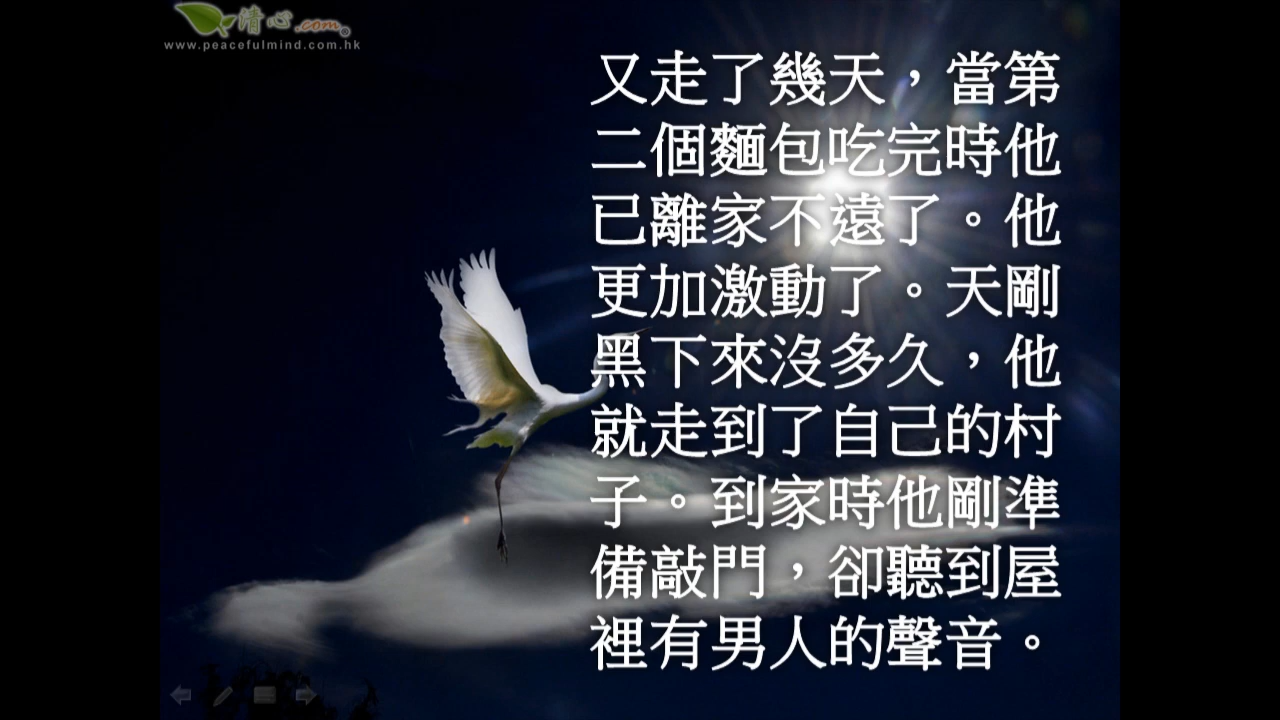 清心.com
www.peacefulmind.com.hk
又走了幾天，當第
二個麵包吃完時他
已離家不遠了。他
更加激動了。天剛
黑下來沒多久，他
就走到了自己的村
子。到家時他剛準
備敲門，卻聽到屋
裡有男人的聲音。